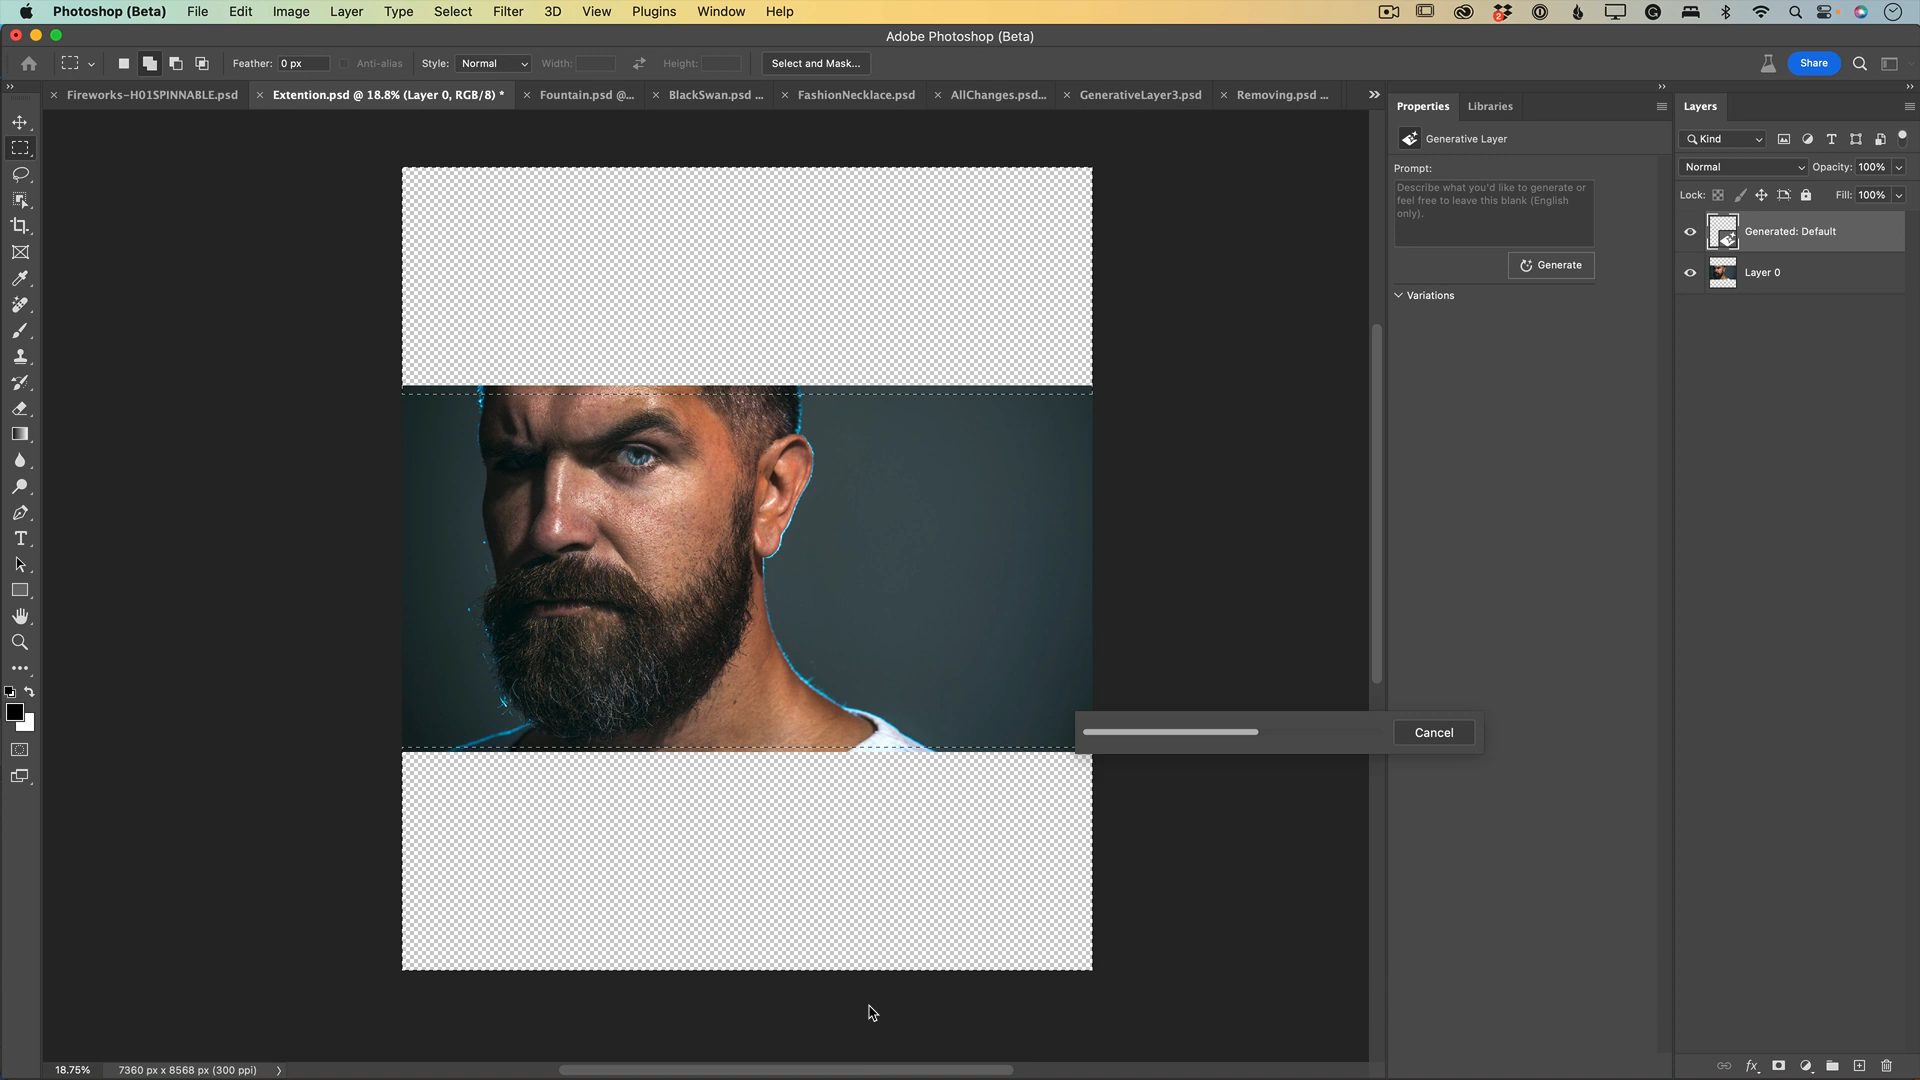 Photoshop (Beta) File Edit Image Layer Type Select Filter 3D View Plugins Window Help
Adobe Photoshop (Beta)
Feather: 0 px Anti-alias Style: Normal Width: Height: Select and Mask... Share
Fireworks-H01SPINNABLE.psd Extention.psd @ 18.8% (Layer 0, RGB/8) * Fountain.psd @... BlackSwan.psd ... FashionNecklace.psd AllChanges.psd... GenerativeLayer3.psd Removing.psd ...
Properties Libraries
Generative Layer
Prompt:
Describe what you'd like to generate or
feel free to leave this blank (English
only).
Generate
Variations
Layers
Kind
Normal Opacity: 100%
Lock: Fill: 100%
Generated: Default
Layer 0
Cancel
18.75% 7360 px x 8568 px (300 ppi)